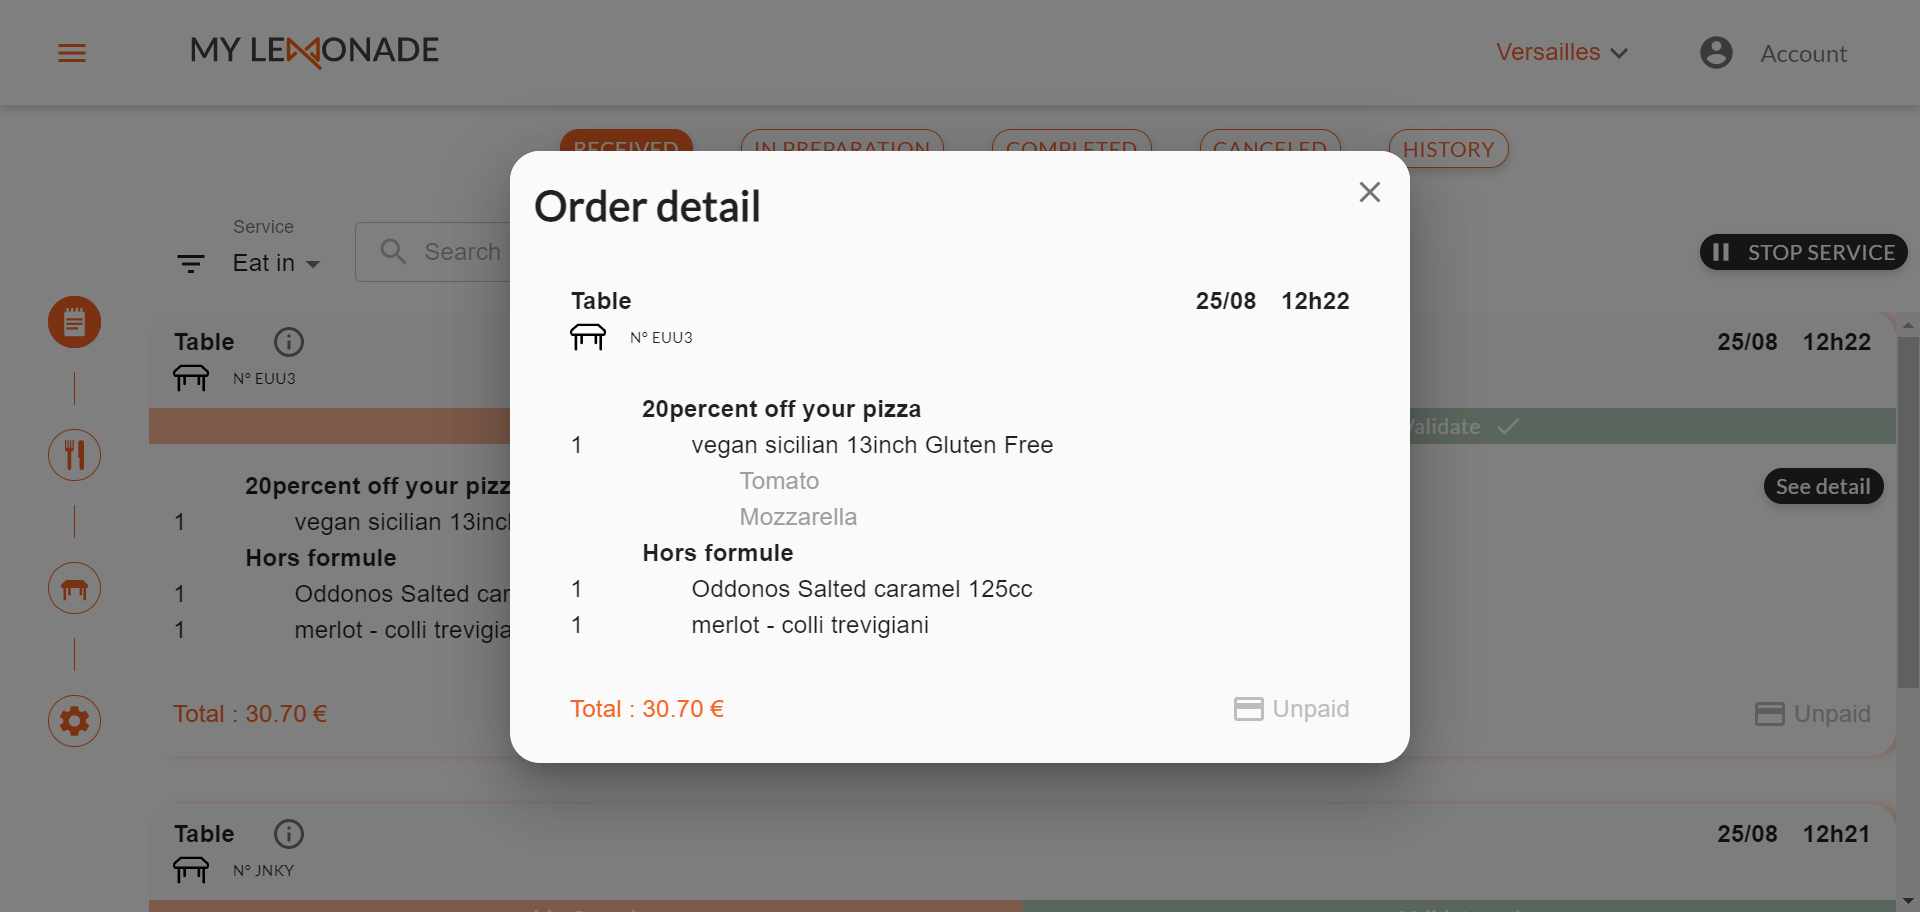 MY LEMONADE
Versailles
Account
RECEIVED
IN PREPARATION
COMPLETED
CANCELED
HISTORY
Service
Eat in
Search
STOP SERVICE
Order detail
Table
25/08 12h22
N° EUU3
20percent off your pizza
1 vegan sicilian 13inch Gluten Free
Tomato
Mozzarella
Hors formule
1 Oddonos Salted caramel 125cc
1 merlot - colli trevigiani
Total : 30.70 €
Unpaid
Table
25/08 12h22
N° EUU3
Validate
20percent off your pizz
See detail
1 vegan sicilian 13incl
Hors formule
1 Oddonos Salted car
1 merlot - colli trevigia
Total : 30.70 €
Unpaid
Table
25/08 12h21
N° JNKY